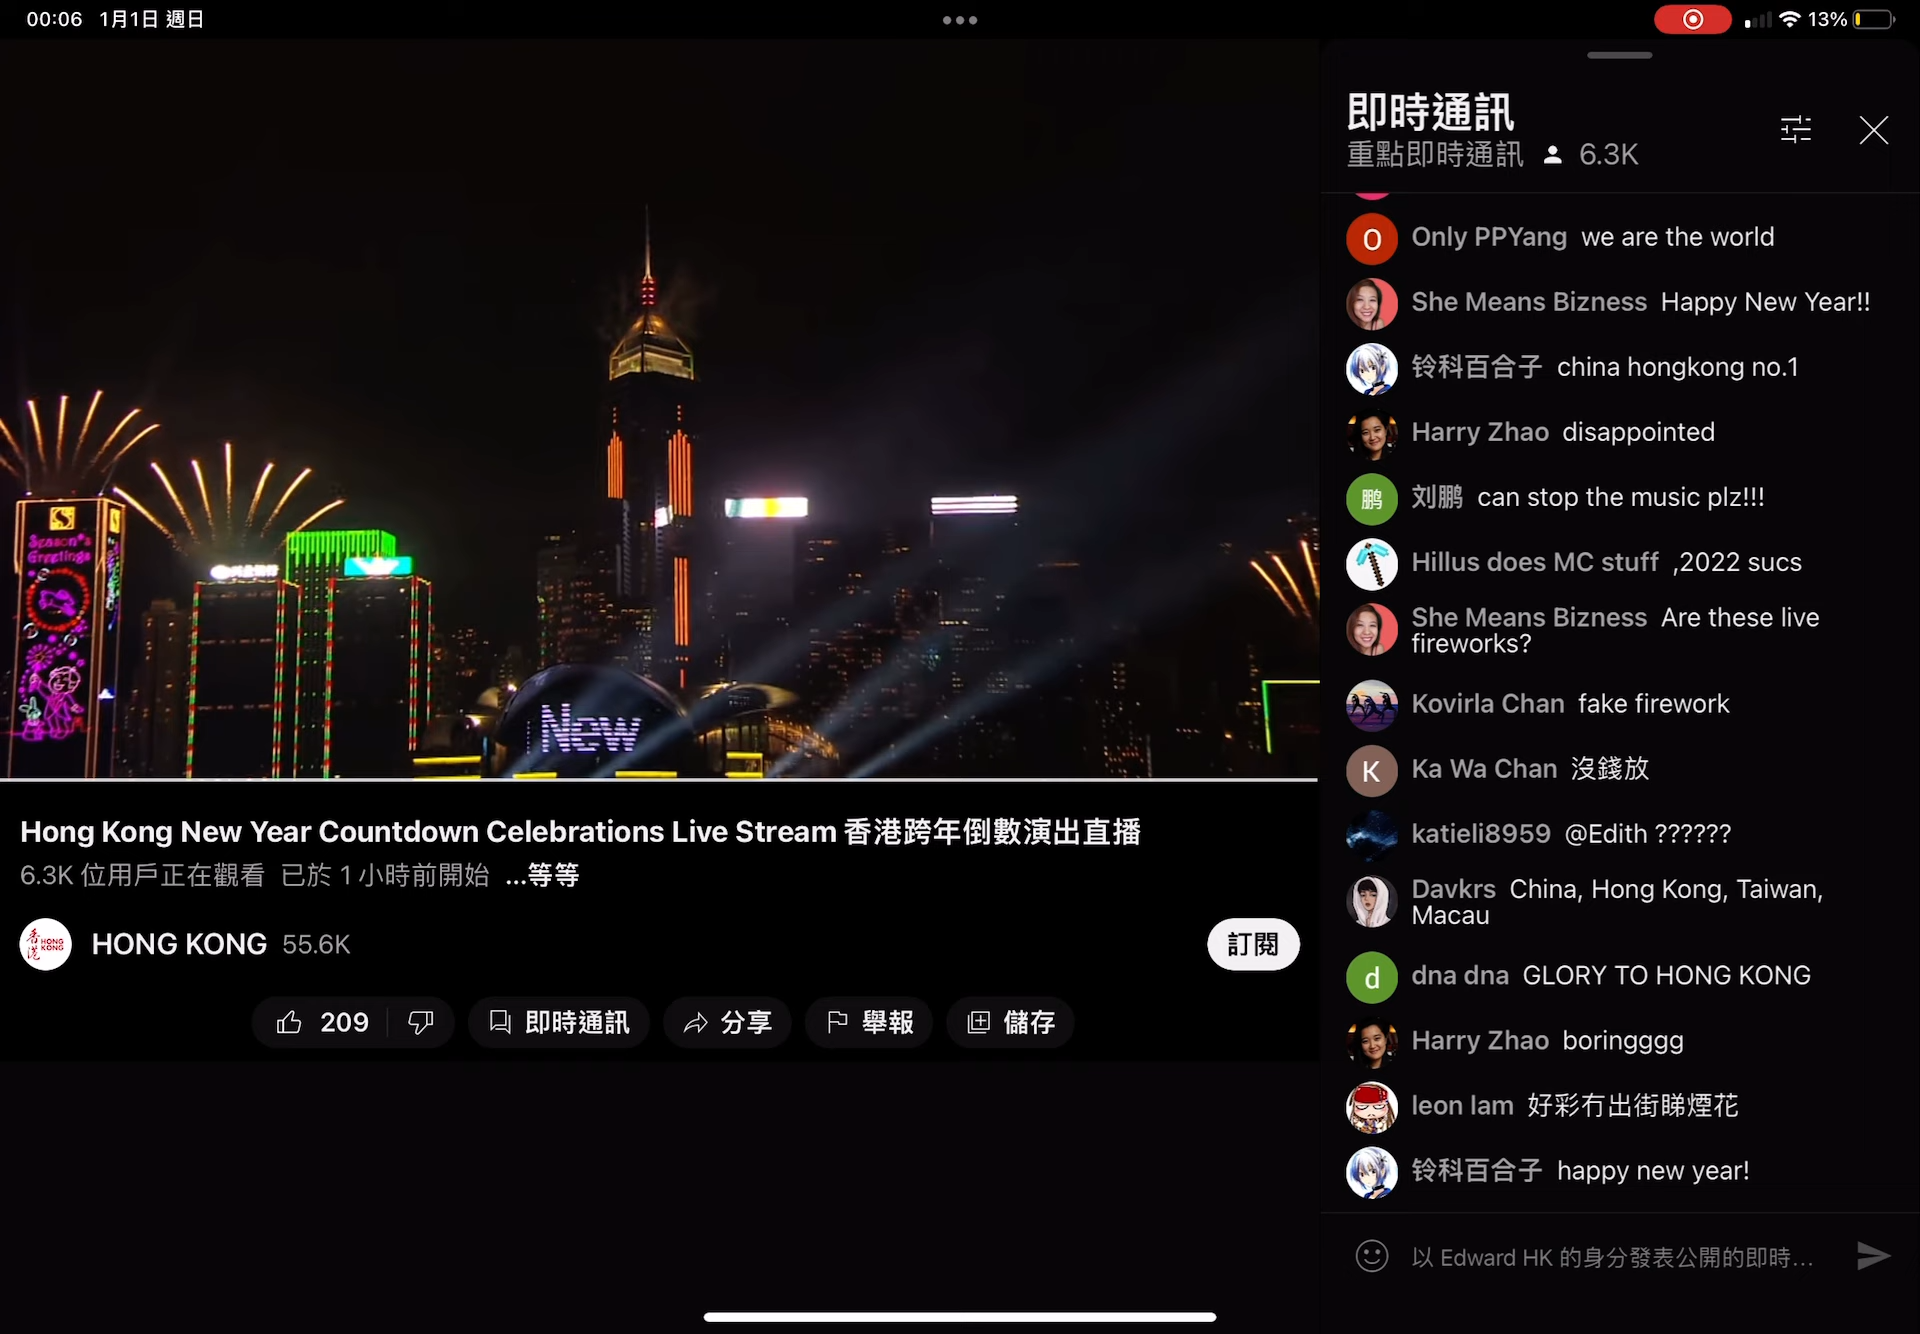 00:06 1月1日 週日
13%
Season's
Greetings
New
Hong Kong New Year Countdown Celebrations Live Stream 香港跨年倒數演出直播
6.3K 位用戶正在觀看 已於 1 小時前開始 ...等等
香港 HONG KONG
HONG KONG 55.6K
訂閱
209
即時通訊
分享
舉報
儲存
即時通訊
重點即時通訊 6.3K
O Only PPYang we are the world
She Means Bizness Happy New Year!!
铃科百合子 china hongkong no.1
Harry Zhao disappointed
鹏 刘鹏 can stop the music plz!!!
Hillus does MC stuff ,2022 sucs
She Means Bizness Are these live
fireworks?
Kovirla Chan fake firework
K Ka Wa Chan 沒錢放
katieli8959 @Edith ??????
Davkrs China, Hong Kong, Taiwan,
Macau
d dna dna GLORY TO HONG KONG
Harry Zhao boringggg
leon lam 好彩冇出街睇煙花
铃科百合子 happy new year!
以 Edward HK 的身分發表公開的即時...